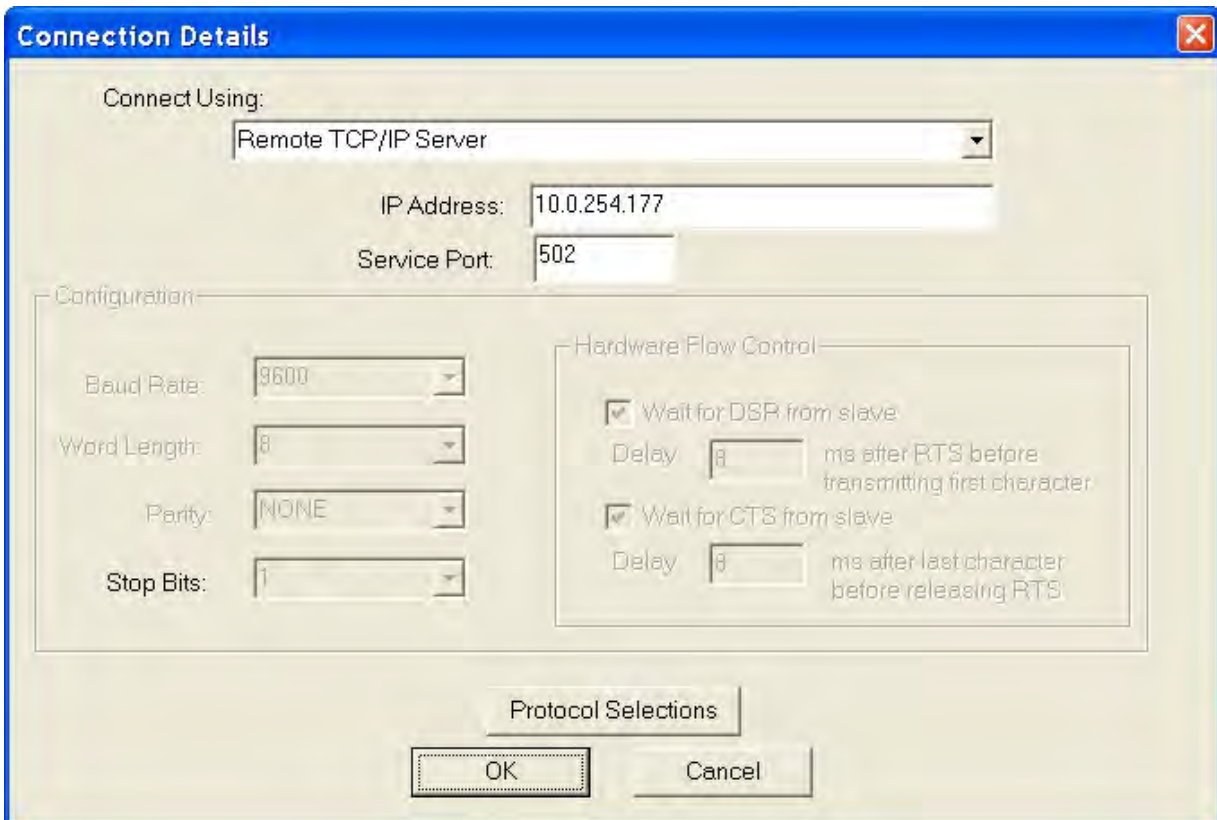 Connection Details
Connect Using:
Remote TCP/IP Server
IP Address: 10.0.254.177
Service Port: 502
Configuration
Baud Rate: 9600
Word Length: 8
Parity: NONE
Stop Bits: 1
Hardware Flow Control
Wait for DSR from slave
Delay 8 ms after RTS before
transmitting first character
Wait for CTS from slave
Delay 8 ms after last character
before releasing RTS
Protocol Selections
OK Cancel